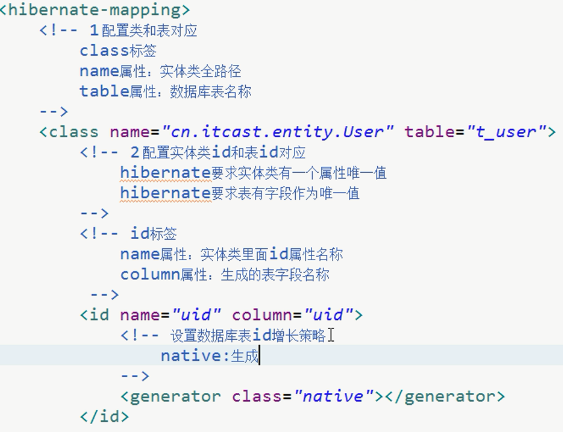 <hibernate-mapping>
<!-- 1 配置类和表对应
class标签
name属性：实体类全路径
table属性：数据库表名称
-->
<class name="cn.itcast.entity.User" table="t_user">
<!-- 2 配置实体类id和表id对应
hibernate要求实体类有一个属性唯一值
hibernate要求表有字段作为唯一值
-->
<!-- id标签
name属性：实体类里面id属性名称
column属性：生成的表字段名称
-->
<id name="uid" column="uid">
<!-- 设置数据库表id增长策略
native:生成
-->
<generator class="native"></generator>
</id>